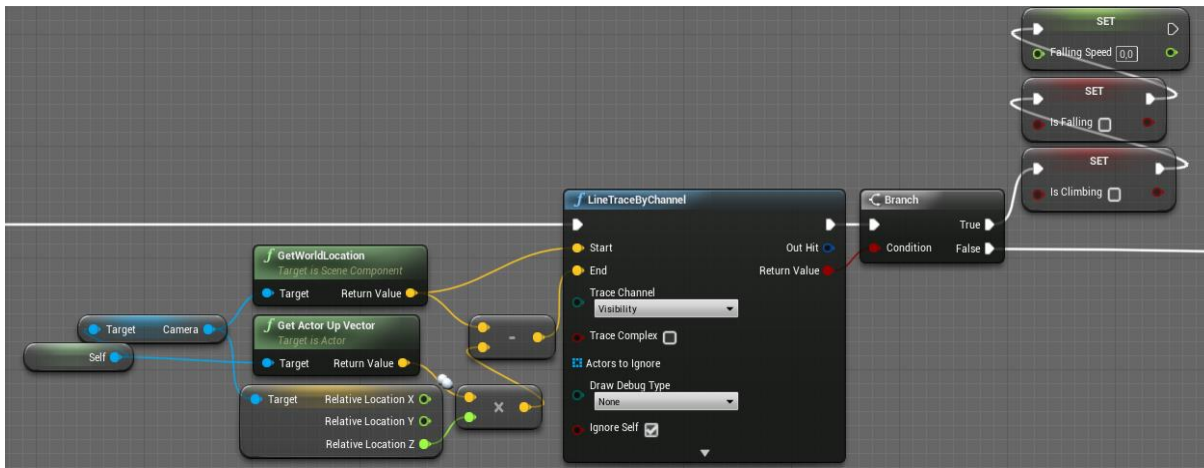 SET
Falling Speed 0,0
SET
Is Falling
SET
Is Climbing
LineTraceByChannel
Start
Out Hit
End
Return Value
Trace Channel
Visibility
Trace Complex
Actors to Ignore
Draw Debug Type
None
Ignore Self
Branch
True
Condition
False
GetWorldLocation
Target is Scene Component
Target
Return Value
Target
Camera
Self
Get Actor Up Vector
Target is Actor
Target
Return Value
Target
Relative Location X
Relative Location Y
Relative Location Z
-
X